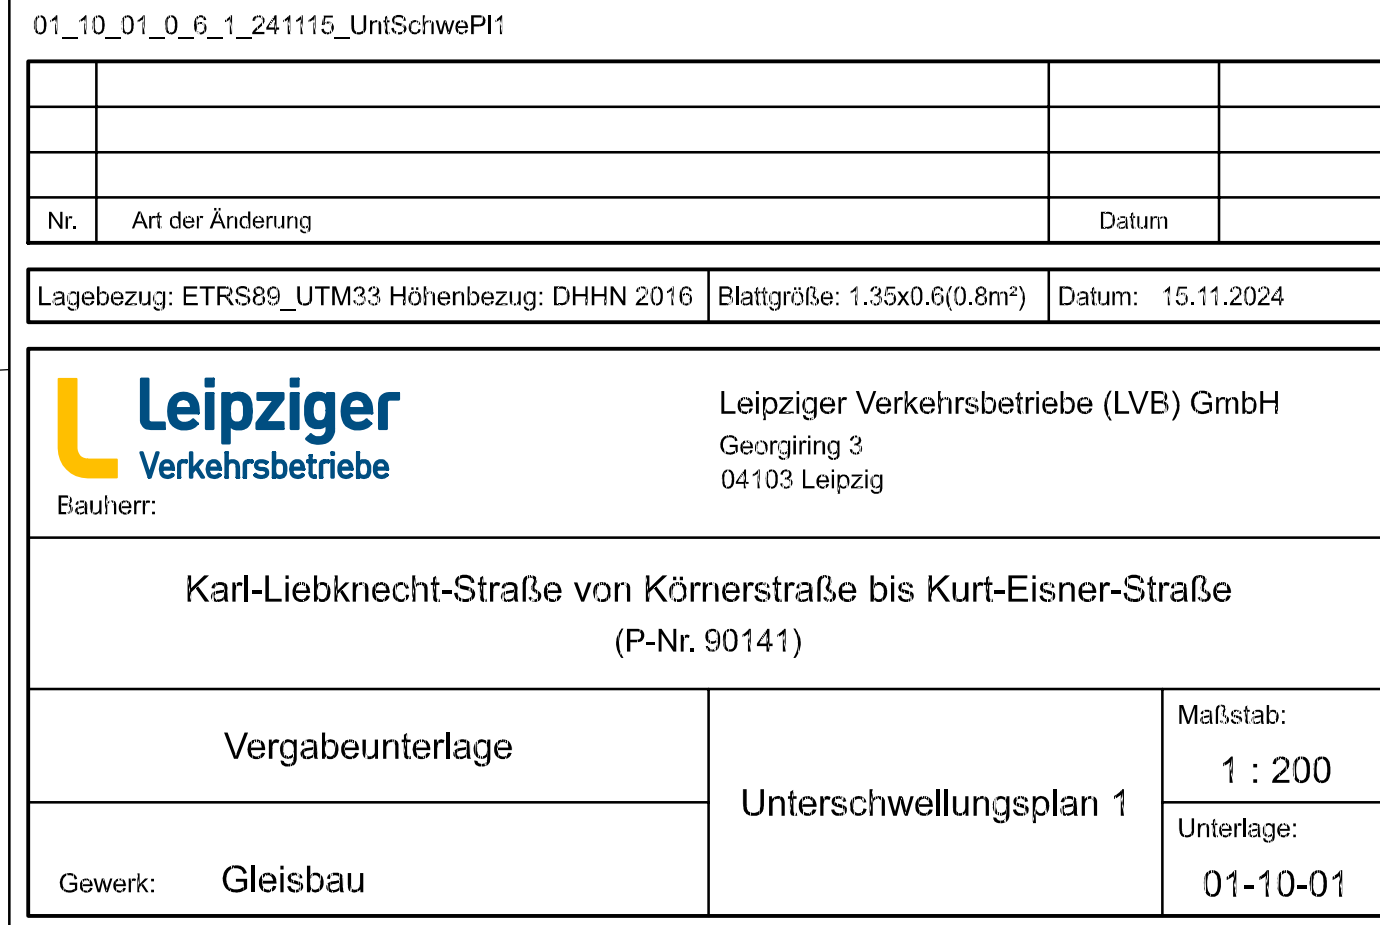 01_10_01_0_6_1_241115_UntSchwePl1
Nr. Art der Änderung Datum
Lagebezug: ETRS89_UTM33 Höhenbezug: DHHN 2016 Blattgröße: 1.35x0.6(0.8m²) Datum: 15.11.2024
Leipziger
Verkehrsbetriebe
Bauherr:
Leipziger Verkehrsbetriebe (LVB) GmbH
Georgiring 3
04103 Leipzig
Karl-Liebknecht-Straße von Körnerstraße bis Kurt-Eisner-Straße
(P-Nr. 90141)
Vergabeunterlage
Gewerk: Gleisbau
Unterschwellungsplan 1
Maßstab:
1 : 200
Unterlage:
01-10-01